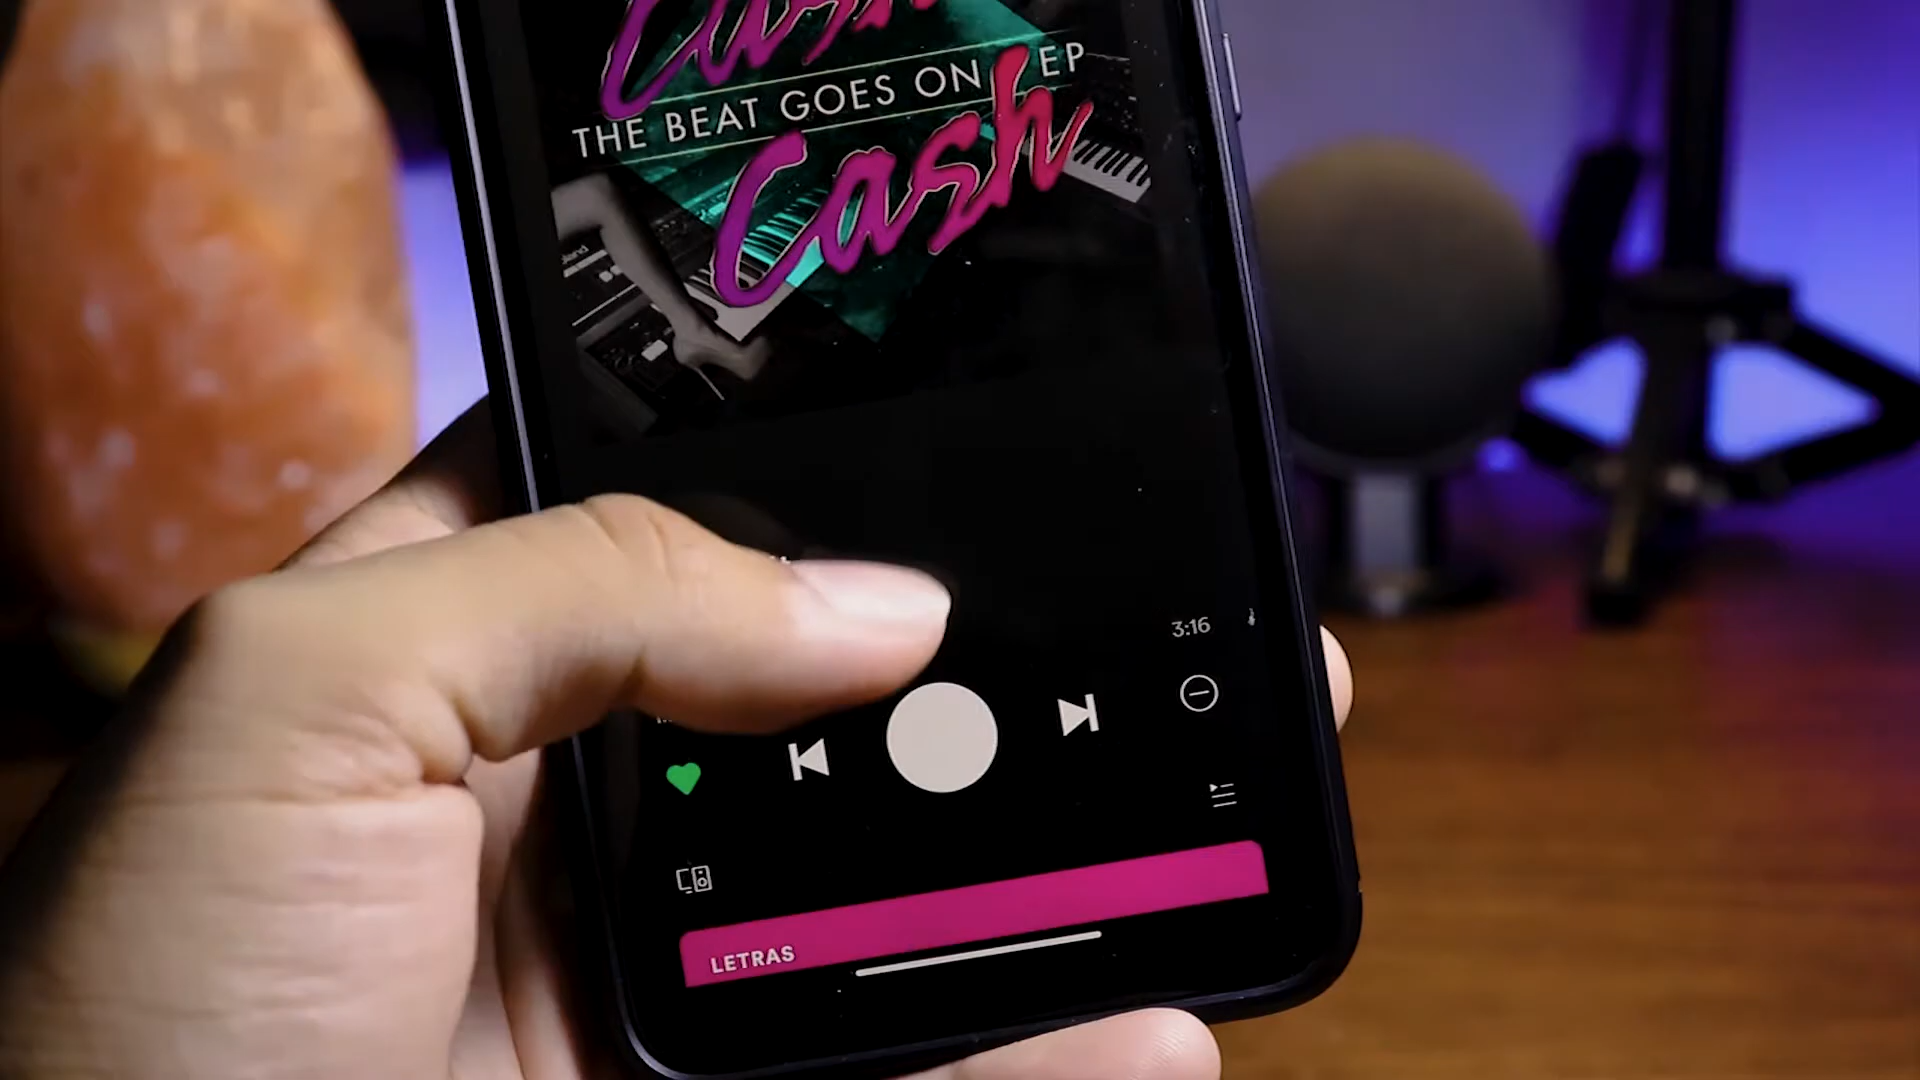 Cash
THE BEAT GOES ON EP
Cash
3:16
LETRAS